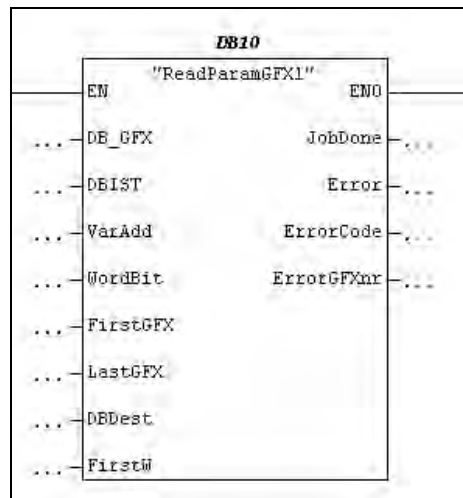 DB10
"ReadParamGFX1"
EN ENO
... DB_GFX JobDone ...
... DBIST Error ...
... VarAdd ErrorCode ...
... WordBit ErrorGFXnr ...
... FirstGFX
... LastGFX
... DBDest
... FirstW